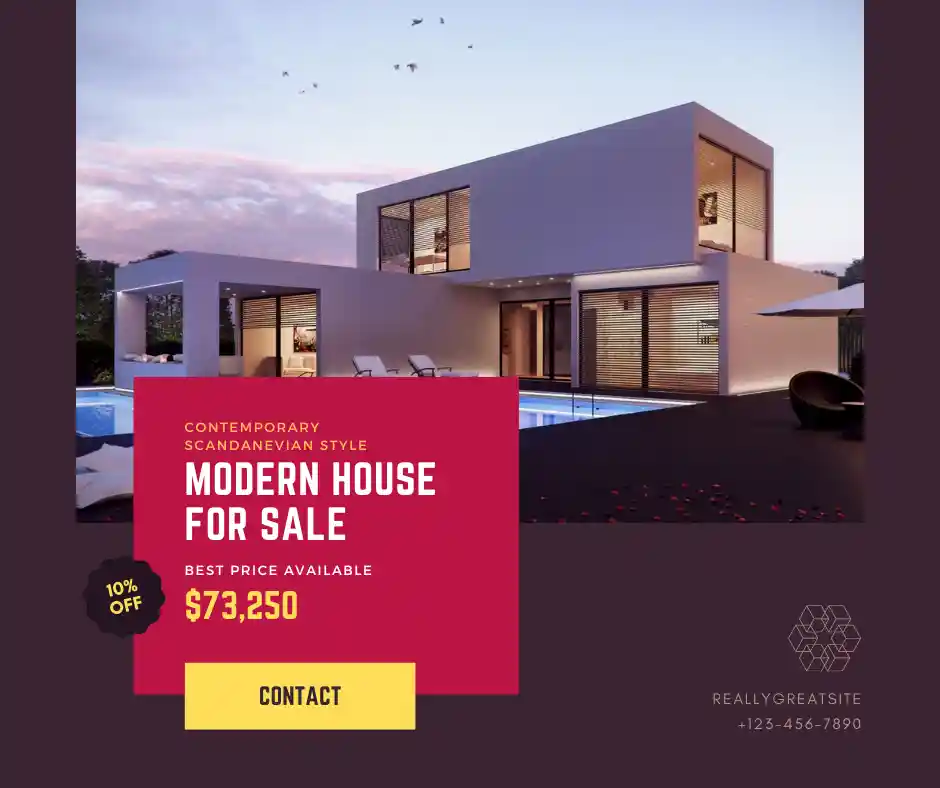 CONTEMPORARY
SCANDANEVIAN STYLE
MODERN HOUSE
FOR SALE
BEST PRICE AVAILABLE
$73,250
10%
OFF
CONTACT
REALLYGREATSITE
+123-456-7890